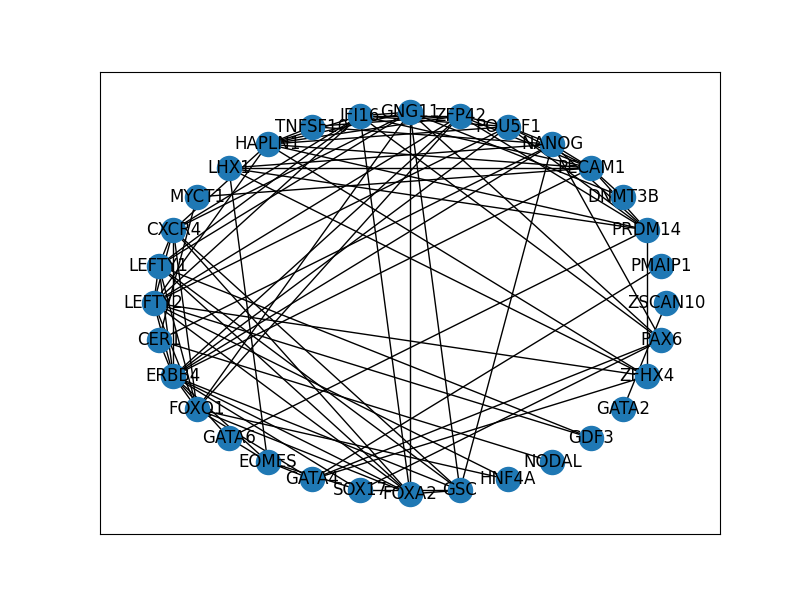 GNG11
IFI16
ZFP42
TNFSF10
POU5F1
HAPLN1
NANOG
LHX1
PECAM1
MYCT1
DNMT3B
CXCR4
PRDM14
LEFTY1
PMAIP1
LEFTY2
ZSCAN10
CER1
PAX6
ERBB4
ZFHX4
FOXQ1
GATA2
GATA6
GDF3
EOMES
NODAL
GATA4
HNF4A
SOX17
GSC
FOXA2